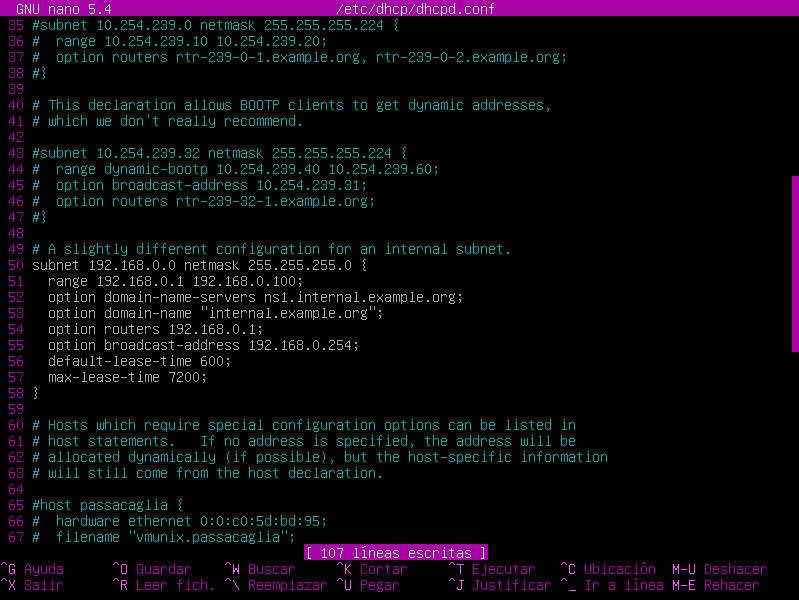 GNU nano 5.4 /etc/dhcp/dhcpd.conf
35 #subnet 10.254.239.0 netmask 255.255.255.224 {
36 #  range 10.254.239.10 10.254.239.20;
37 #  option routers rtr-239-0-1.example.org, rtr-239-0-2.example.org;
38 #}
39
40 # This declaration allows BOOTP clients to get dynamic addresses,
41 # which we don't really recommend.
42
43 #subnet 10.254.239.32 netmask 255.255.255.224 {
44 #  range dynamic-bootp 10.254.239.40 10.254.239.60;
45 #  option broadcast-address 10.254.239.31;
46 #  option routers rtr-239-32-1.example.org;
47 #}
48
49 # A slightly different configuration for an internal subnet.
50 subnet 192.168.0.0 netmask 255.255.255.0 {
51   range 192.168.0.1 192.168.0.100;
52   option domain-name-servers ns1.internal.example.org;
53   option domain-name "internal.example.org";
54   option routers 192.168.0.1;
55   option broadcast-address 192.168.0.254;
56   default-lease-time 600;
57   max-lease-time 7200;
58 }
59
60 # Hosts which require special configuration options can be listed in
61 # host statements.   If no address is specified, the address will be
62 # allocated dynamically (if possible), but the host-specific information
63 # will still come from the host declaration.
64
65 #host passacaglia {
66 #  hardware ethernet 0:0:c0:5d:bd:95;
67 #  filename "vmunix.passacaglia";
[ 107 líneas escritas ]
^G Ayuda ^O Guardar ^W Buscar ^K Cortar ^T Ejecutar ^C Ubicación M-U Deshacer
^X Salir ^R Leer fich. ^\ Reemplazar ^U Pegar ^J Justificar ^_ Ir a línea M-E Rehacer